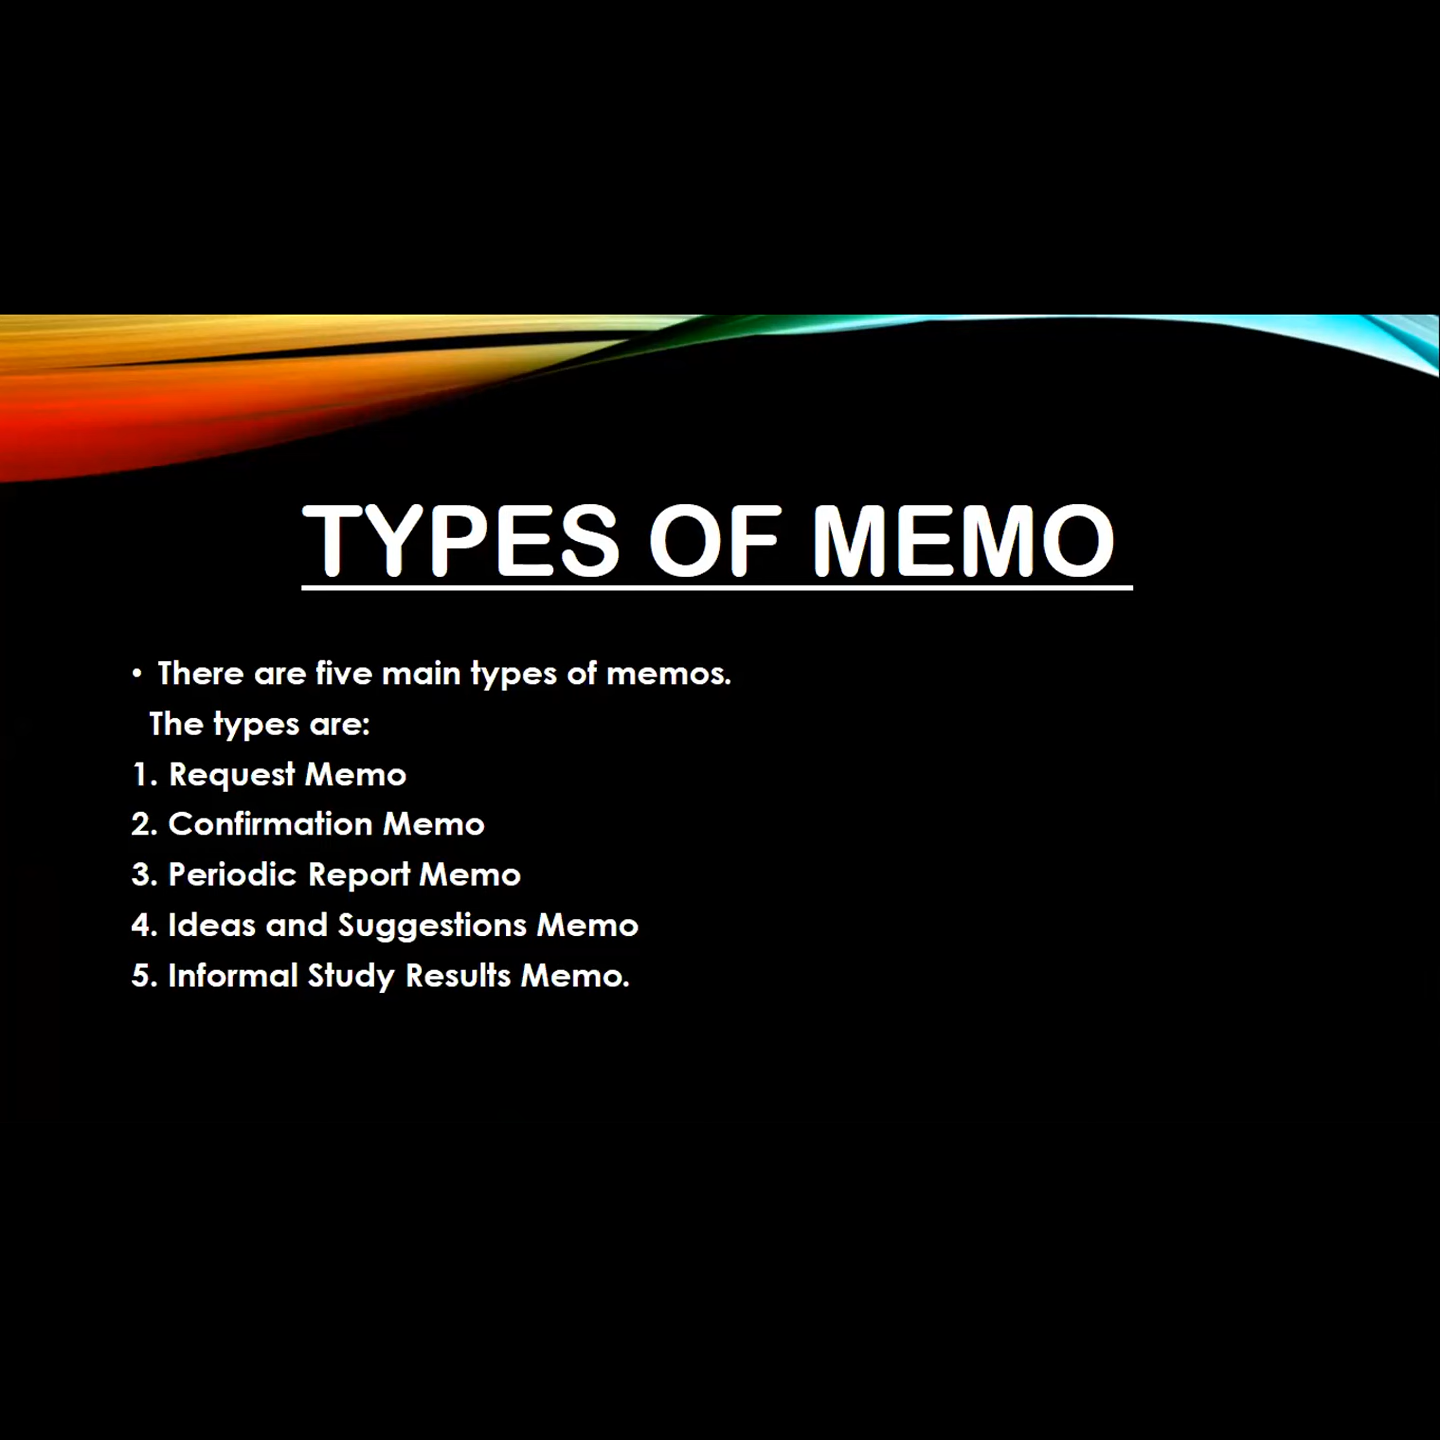 TYPES OF MEMO
• There are five main types of memos.
The types are:
1. Request Memo
2. Confirmation Memo
3. Periodic Report Memo
4. Ideas and Suggestions Memo
5. Informal Study Results Memo.